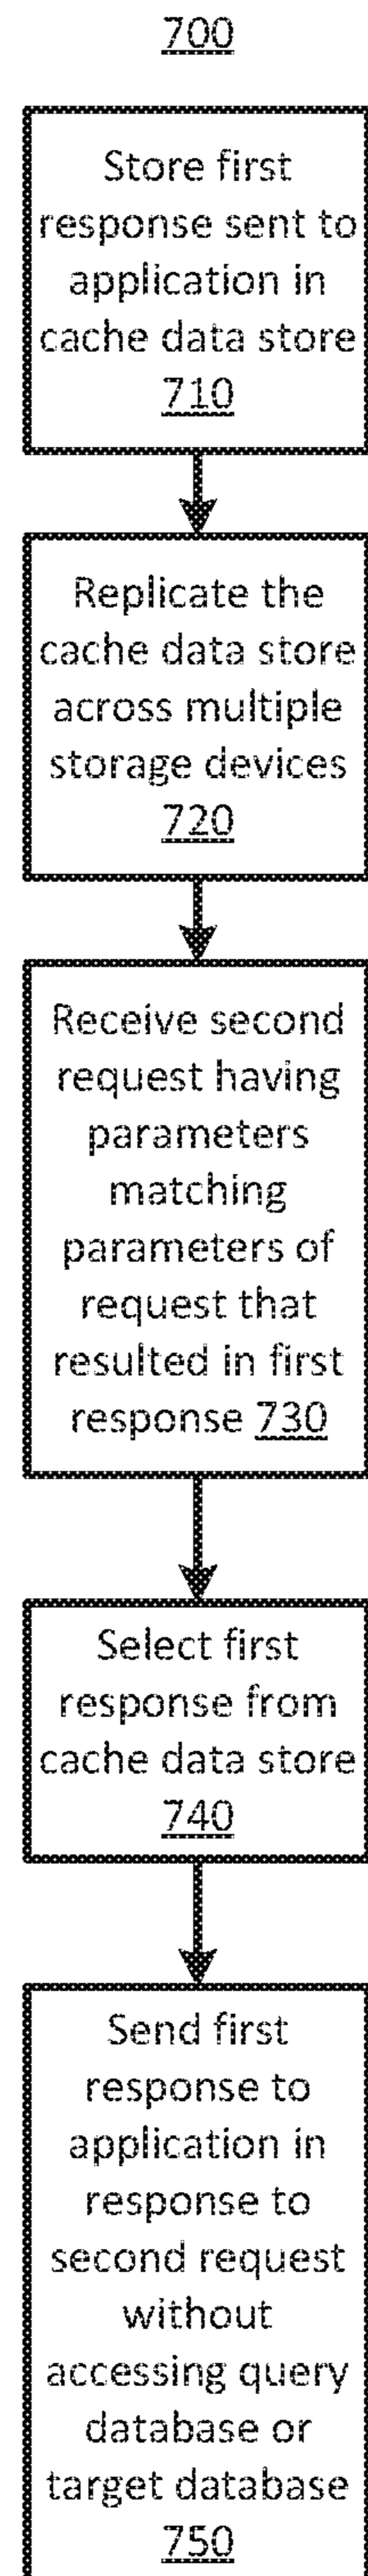 700
Store first
response sent to
application in
cache data store
710
Replicate the
cache data store
across multiple
storage devices
720
Receive second
request having
parameters
matching
parameters of
request that
resulted in first
response 730
Select first
response from
cache data store
740
Send first
response to
application in
response to
second request
without
accessing query
database or
target database
750